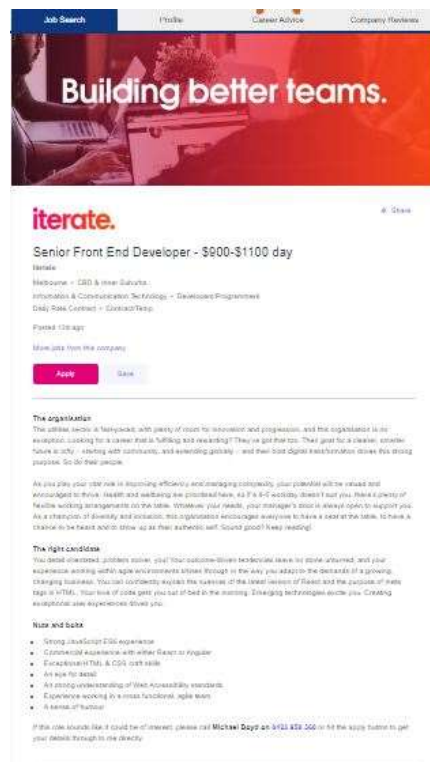 Job Search Profile Career Advice Company Reviews
Building better teams.
iterate.
Share
Senior Front End Developer - $900-$1100 day
Iterate
Melbourne CBD & Inner Suburbs
Information & Communication Technology Developers/Programmers
Daily Rate Contract Contract/Temp
Posted ago
More jobs from this company
Apply Save
The organisation
The utilities sector is fast-paced, with plenty of room for innovation and progression, and this organisation is no
exception. Looking for a career that is fulfilling and rewarding? They've got that too. Their goal for a cleaner, smarter
future is lofty - starting with community, and extending globally - and their bold digital transformation drives this strong
purpose. So do their people.
As you play your vital role in improving efficiency and managing complexity, your potential will be valued and
encouraged to thrive. Health and wellbeing are prioritised here, so if a 9-5 workday doesn't suit you, there's plenty of
flexible working arrangements on the table. Whatever your needs, your manager's door is always open to support you.
As a champion of diversity and inclusion, this organisation encourages everyone to have a seat at the table, to have a
chance to be heard and to show up as their authentic self. Sound good? Keep reading!
The right candidate
You detail orientated, problem solver, you! Your outcome-driven tendencies leave no stone unturned, and your
experience working within agile environments shines through in the way you adapt to the demands of a growing,
changing business. You can confidently explain the nuances of the latest version of React and the purpose of meta
tags in HTML. Your love of code gets you out of bed in the morning. Emerging technologies excite you. Creating
exceptional user experiences drives you.
Nuts and bolts
Strong JavaScript ES6 experience
Commercial experience with either React or Angular
Exceptional HTML & CSS craft skills
An eye for detail
An strong understanding of Web Accessibility standards
Experience working in a cross functional, agile team
A sense of humour
If this role sounds like it could be of interest, please call Michael Boyd on or hit the apply button to get
your details through to me directly.